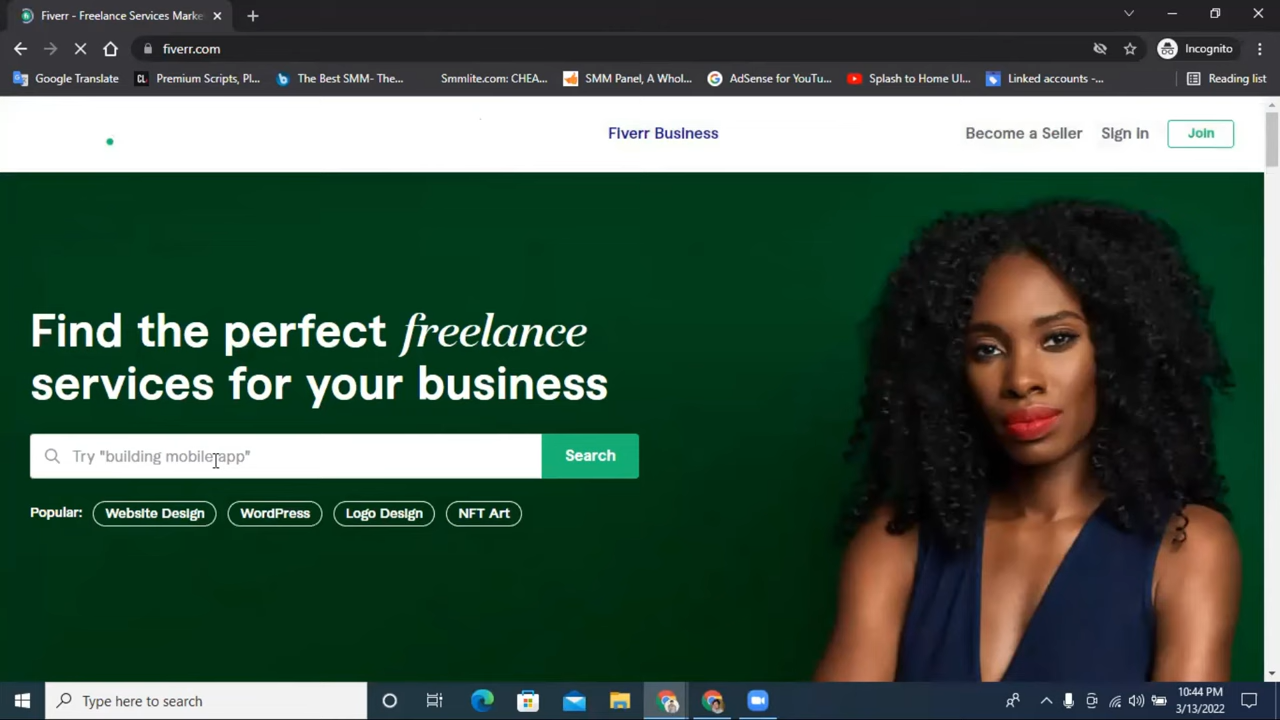 Fiverr - Freelance Services Marke
fiverr.com
Incognito
Google Translate
CL Premium Scripts, Pl...
The Best SMM- The...
Smmlite.com: CHEA...
SMM Panel, A Whol...
AdSense for YouTu...
Splash to Home UI...
Linked accounts -...
Reading list
Fiverr Business
Become a Seller
Sign In
Join
Find the perfect freelance
services for your business
Try "building mobile app"
Search
Popular:
Website Design
WordPress
Logo Design
NFT Art
Type here to search
10:44 PM
3/13/2022